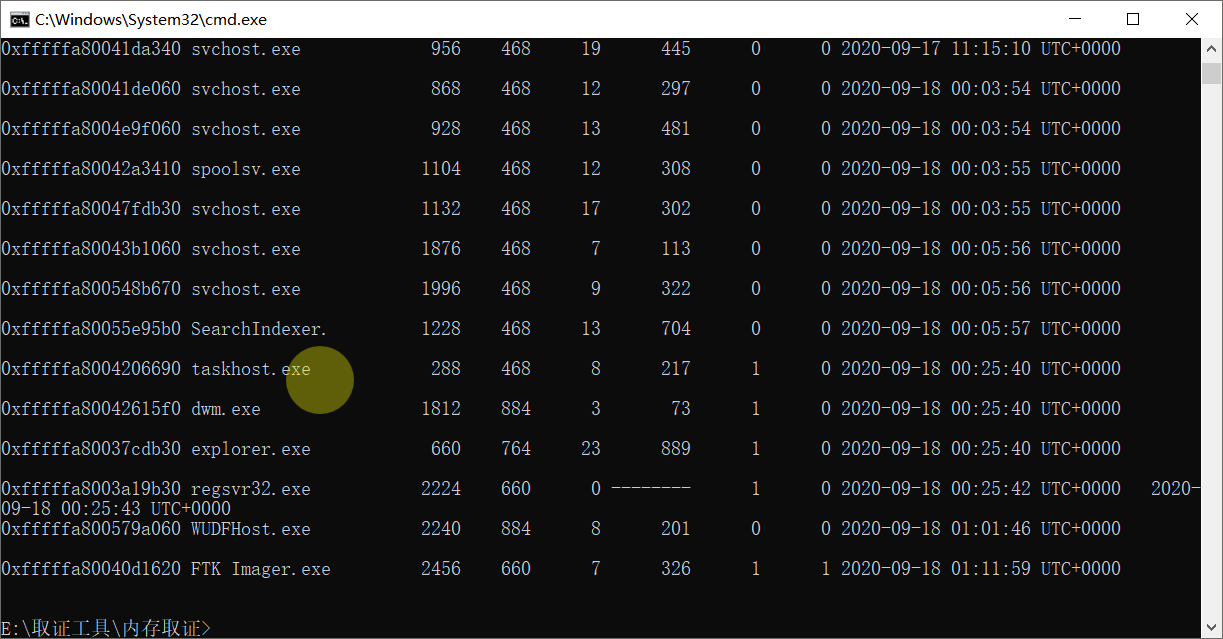 C:\Windows\System32\cmd.exe
0xfffffa80041da340 svchost.exe 956 468 19 445 0 0 2020-09-17 11:15:10 UTC+0000
0xfffffa80041de060 svchost.exe 868 468 12 297 0 0 2020-09-18 00:03:54 UTC+0000
0xfffffa8004e9f060 svchost.exe 928 468 13 481 0 0 2020-09-18 00:03:54 UTC+0000
0xfffffa80042a3410 spoolsv.exe 1104 468 12 308 0 0 2020-09-18 00:03:55 UTC+0000
0xfffffa80047fdb30 svchost.exe 1132 468 17 302 0 0 2020-09-18 00:03:55 UTC+0000
0xfffffa80043b1060 svchost.exe 1876 468 7 113 0 0 2020-09-18 00:05:56 UTC+0000
0xfffffa800548b670 svchost.exe 1996 468 9 322 0 0 2020-09-18 00:05:56 UTC+0000
0xfffffa80055e95b0 SearchIndexer. 1228 468 13 704 0 0 2020-09-18 00:05:57 UTC+0000
0xfffffa8004206690 taskhost.exe 288 468 8 217 1 0 2020-09-18 00:25:40 UTC+0000
0xfffffa80042615f0 dwm.exe 1812 884 3 73 1 0 2020-09-18 00:25:40 UTC+0000
0xfffffa80037cdb30 explorer.exe 660 764 23 889 1 0 2020-09-18 00:25:40 UTC+0000
0xfffffa8003a19b30 regsvr32.exe 2224 660 0 -------- 1 0 2020-09-18 00:25:42 UTC+0000 2020-
09-18 00:25:43 UTC+0000
0xfffffa800579a060 WUDFHost.exe 2240 884 8 201 0 0 2020-09-18 01:01:46 UTC+0000
0xfffffa80040d1620 FTK Imager.exe 2456 660 7 326 1 1 2020-09-18 01:11:59 UTC+0000
E:\取证工具\内存取证>